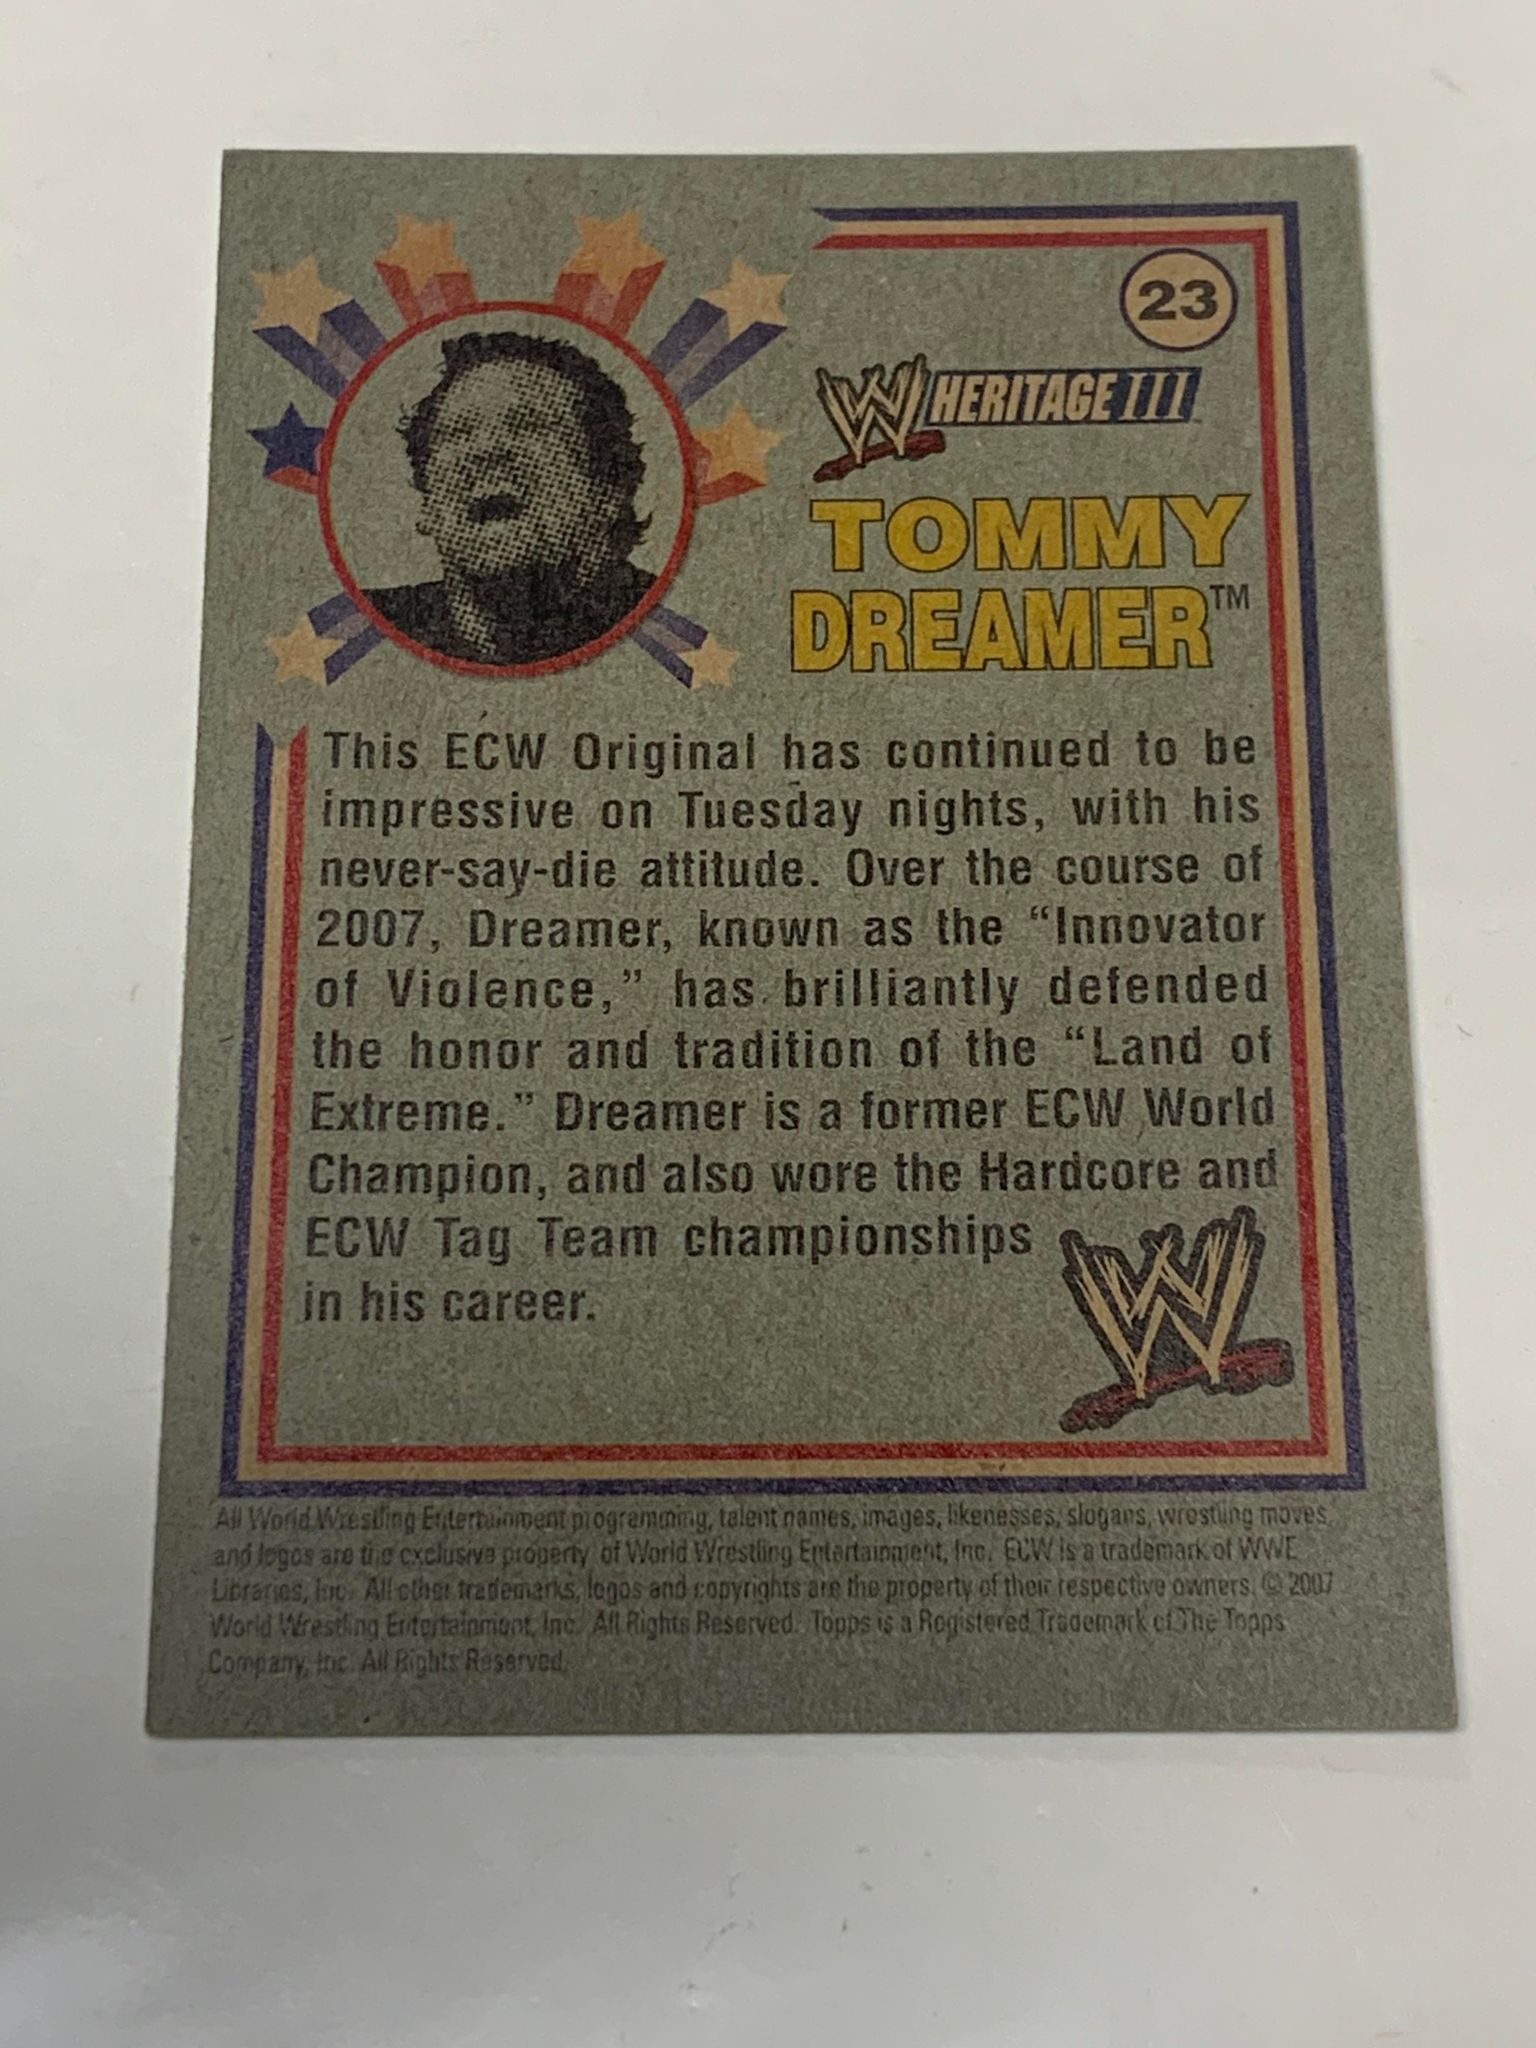 23
W HERITAGE III
TOMMY
DREAMER™
This ECW Original has continued to be
impressive on Tuesday nights, with his
never-say-die attitude. Over the course of
2007, Dreamer, known as the “Innovator
of Violence,” has brilliantly defended
the honor and tradition of the “Land of
Extreme.” Dreamer is a former ECW World
Champion, and also wore the Hardcore and
ECW Tag Team championships
in his career.
W
All World Wrestling Entertainment programming, talent names, images, likenesses, slogans, wrestling moves,
and logos are the exclusive property of World Wrestling Entertainment, Inc. ECW is a trademark of WWE
Libraries, Inc. All other trademarks, logos and copyrights are the property of their respective owners. © 2007
World Wrestling Entertainment, Inc. All Rights Reserved. Topps is a Registered Trademark of The Topps
Company, Inc. All Rights Reserved.